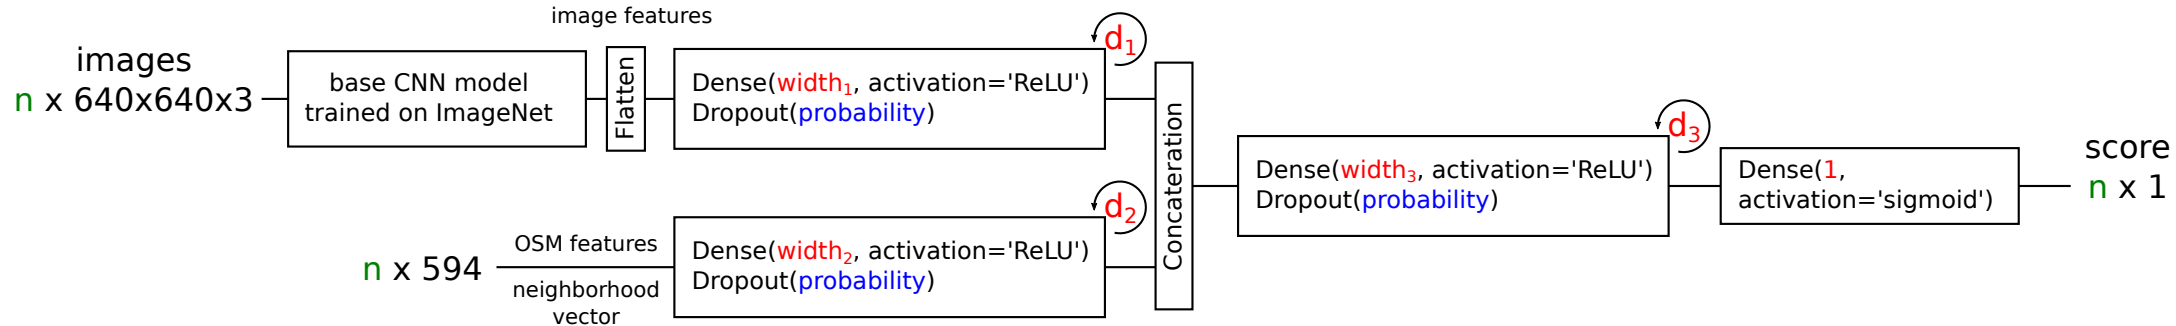 images
n x 640x640x3
base CNN model
trained on ImageNet
image features
Flatten
Dense(width₁, activation='ReLU')
Dropout(probability)
d₁
n x 594
OSM features
neighborhood
vector
Dense(width₂, activation='ReLU')
Dropout(probability)
d₂
Concateration
Dense(width₃, activation='ReLU')
Dropout(probability)
d₃
Dense(1,
activation='sigmoid')
score
n x 1